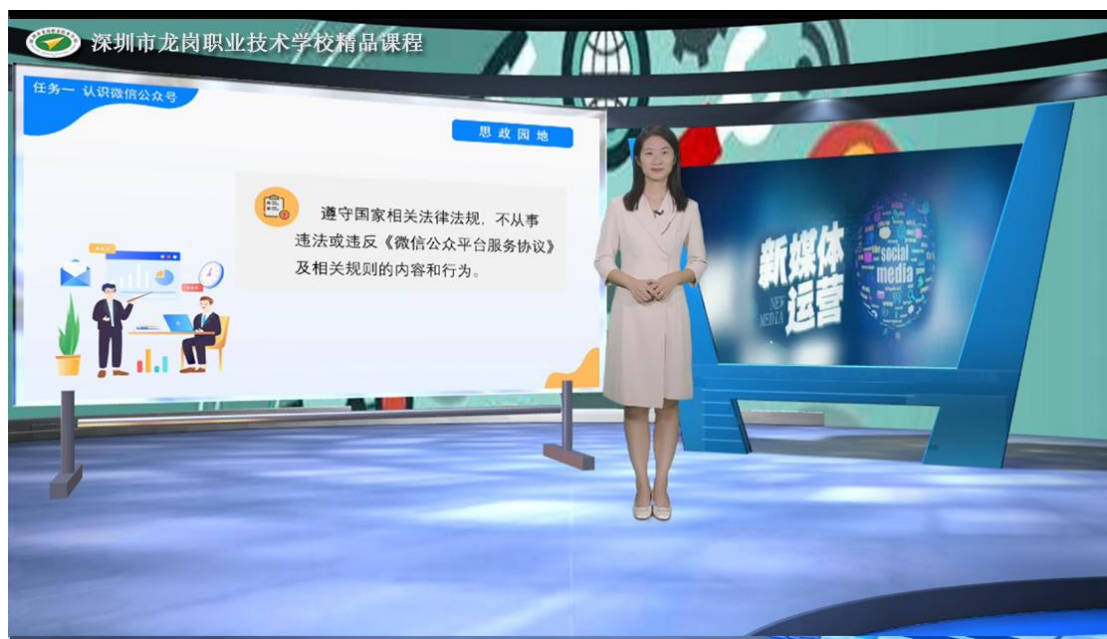 深圳市龙岗职业技术学校精品课程
任务一 认识微信公众号
思政园地
遵守国家相关法律法规，不从事
违法或违反《微信公众平台服务协议》
及相关规则的内容和行为。
新媒体
NEW
MEDIA
运营
social
media